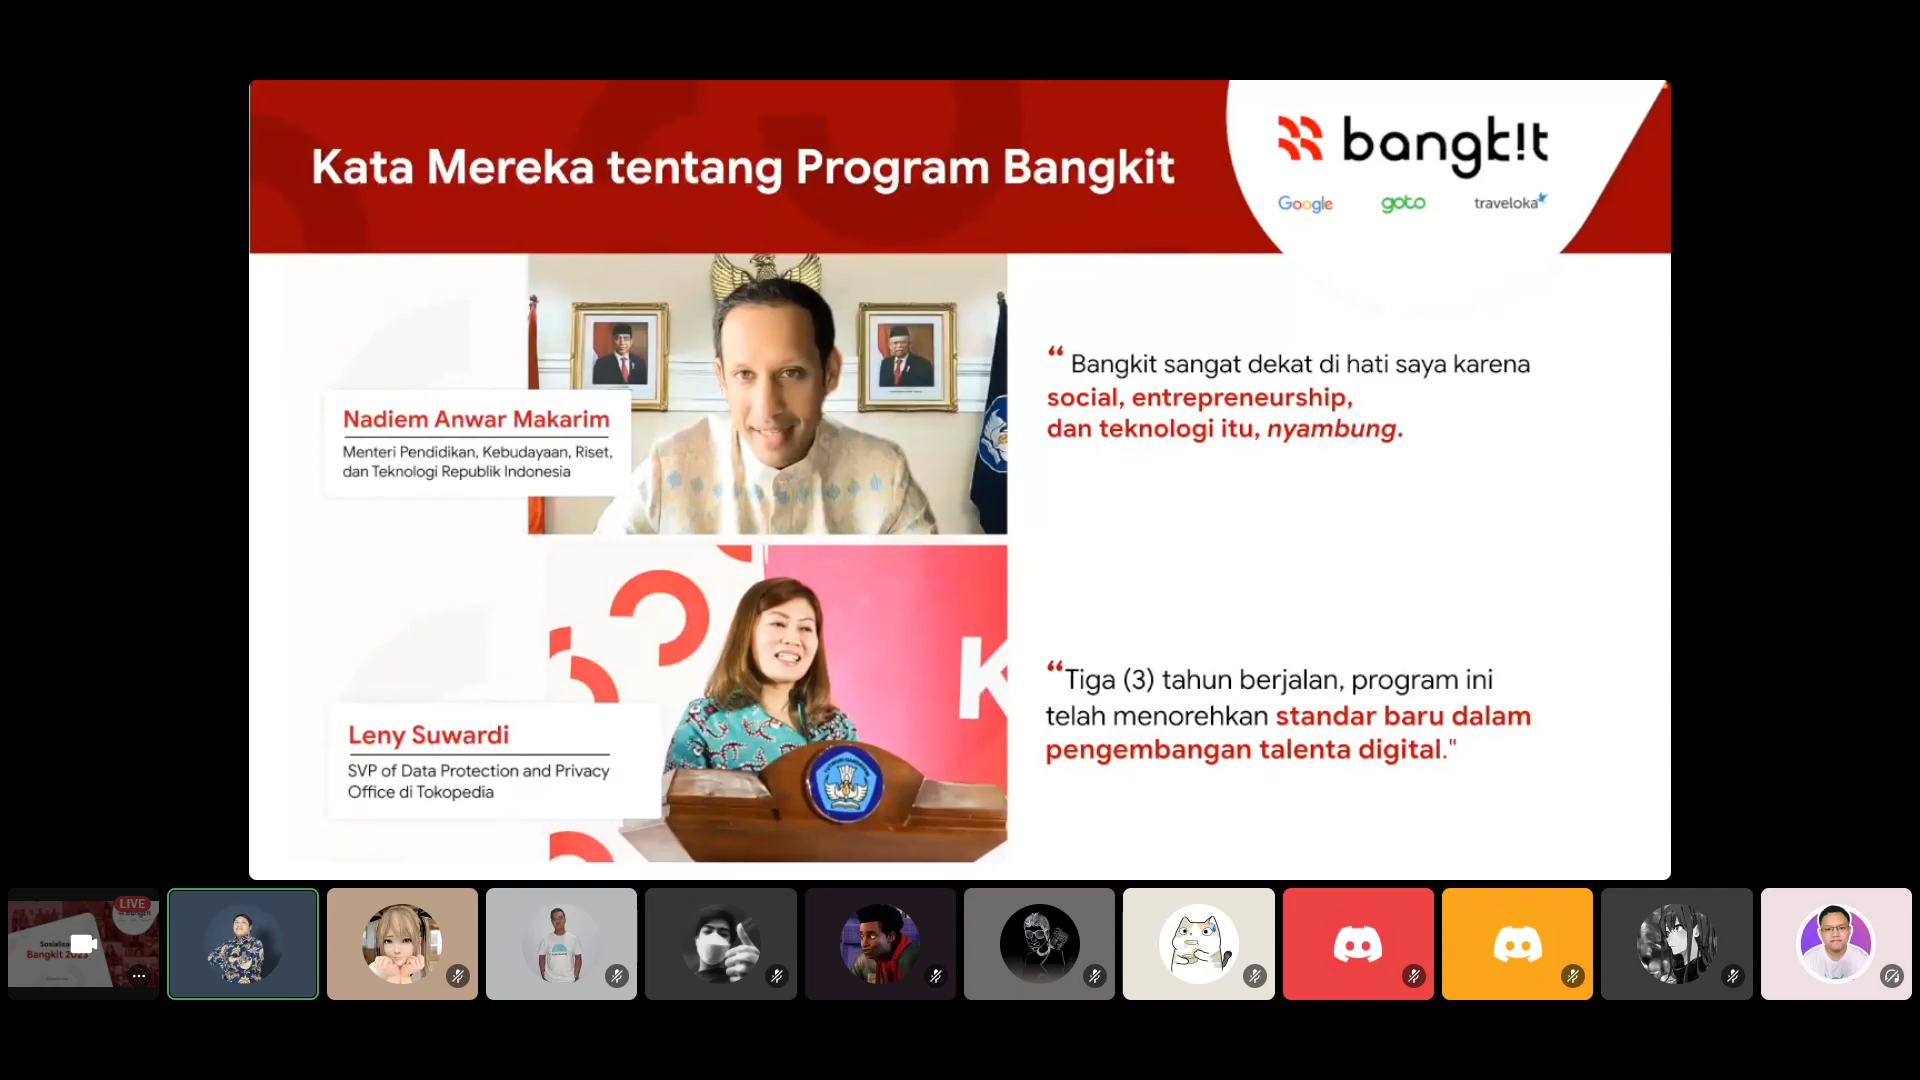 Kata Mereka tentang Program Bangkit
bangk!t
Google goto traveloka
Nadiem Anwar Makarim
Menteri Pendidikan, Kebudayaan, Riset,
dan Teknologi Republik Indonesia
“ Bangkit sangat dekat di hati saya karena
social, entrepreneurship,
dan teknologi itu, nyambung.
K
Leny Suwardi
SVP of Data Protection and Privacy
Office di Tokopedia
“Tiga (3) tahun berjalan, program ini
telah menorehkan standar baru dalam
pengembangan talenta digital."
LIVE
Bangkit 2023